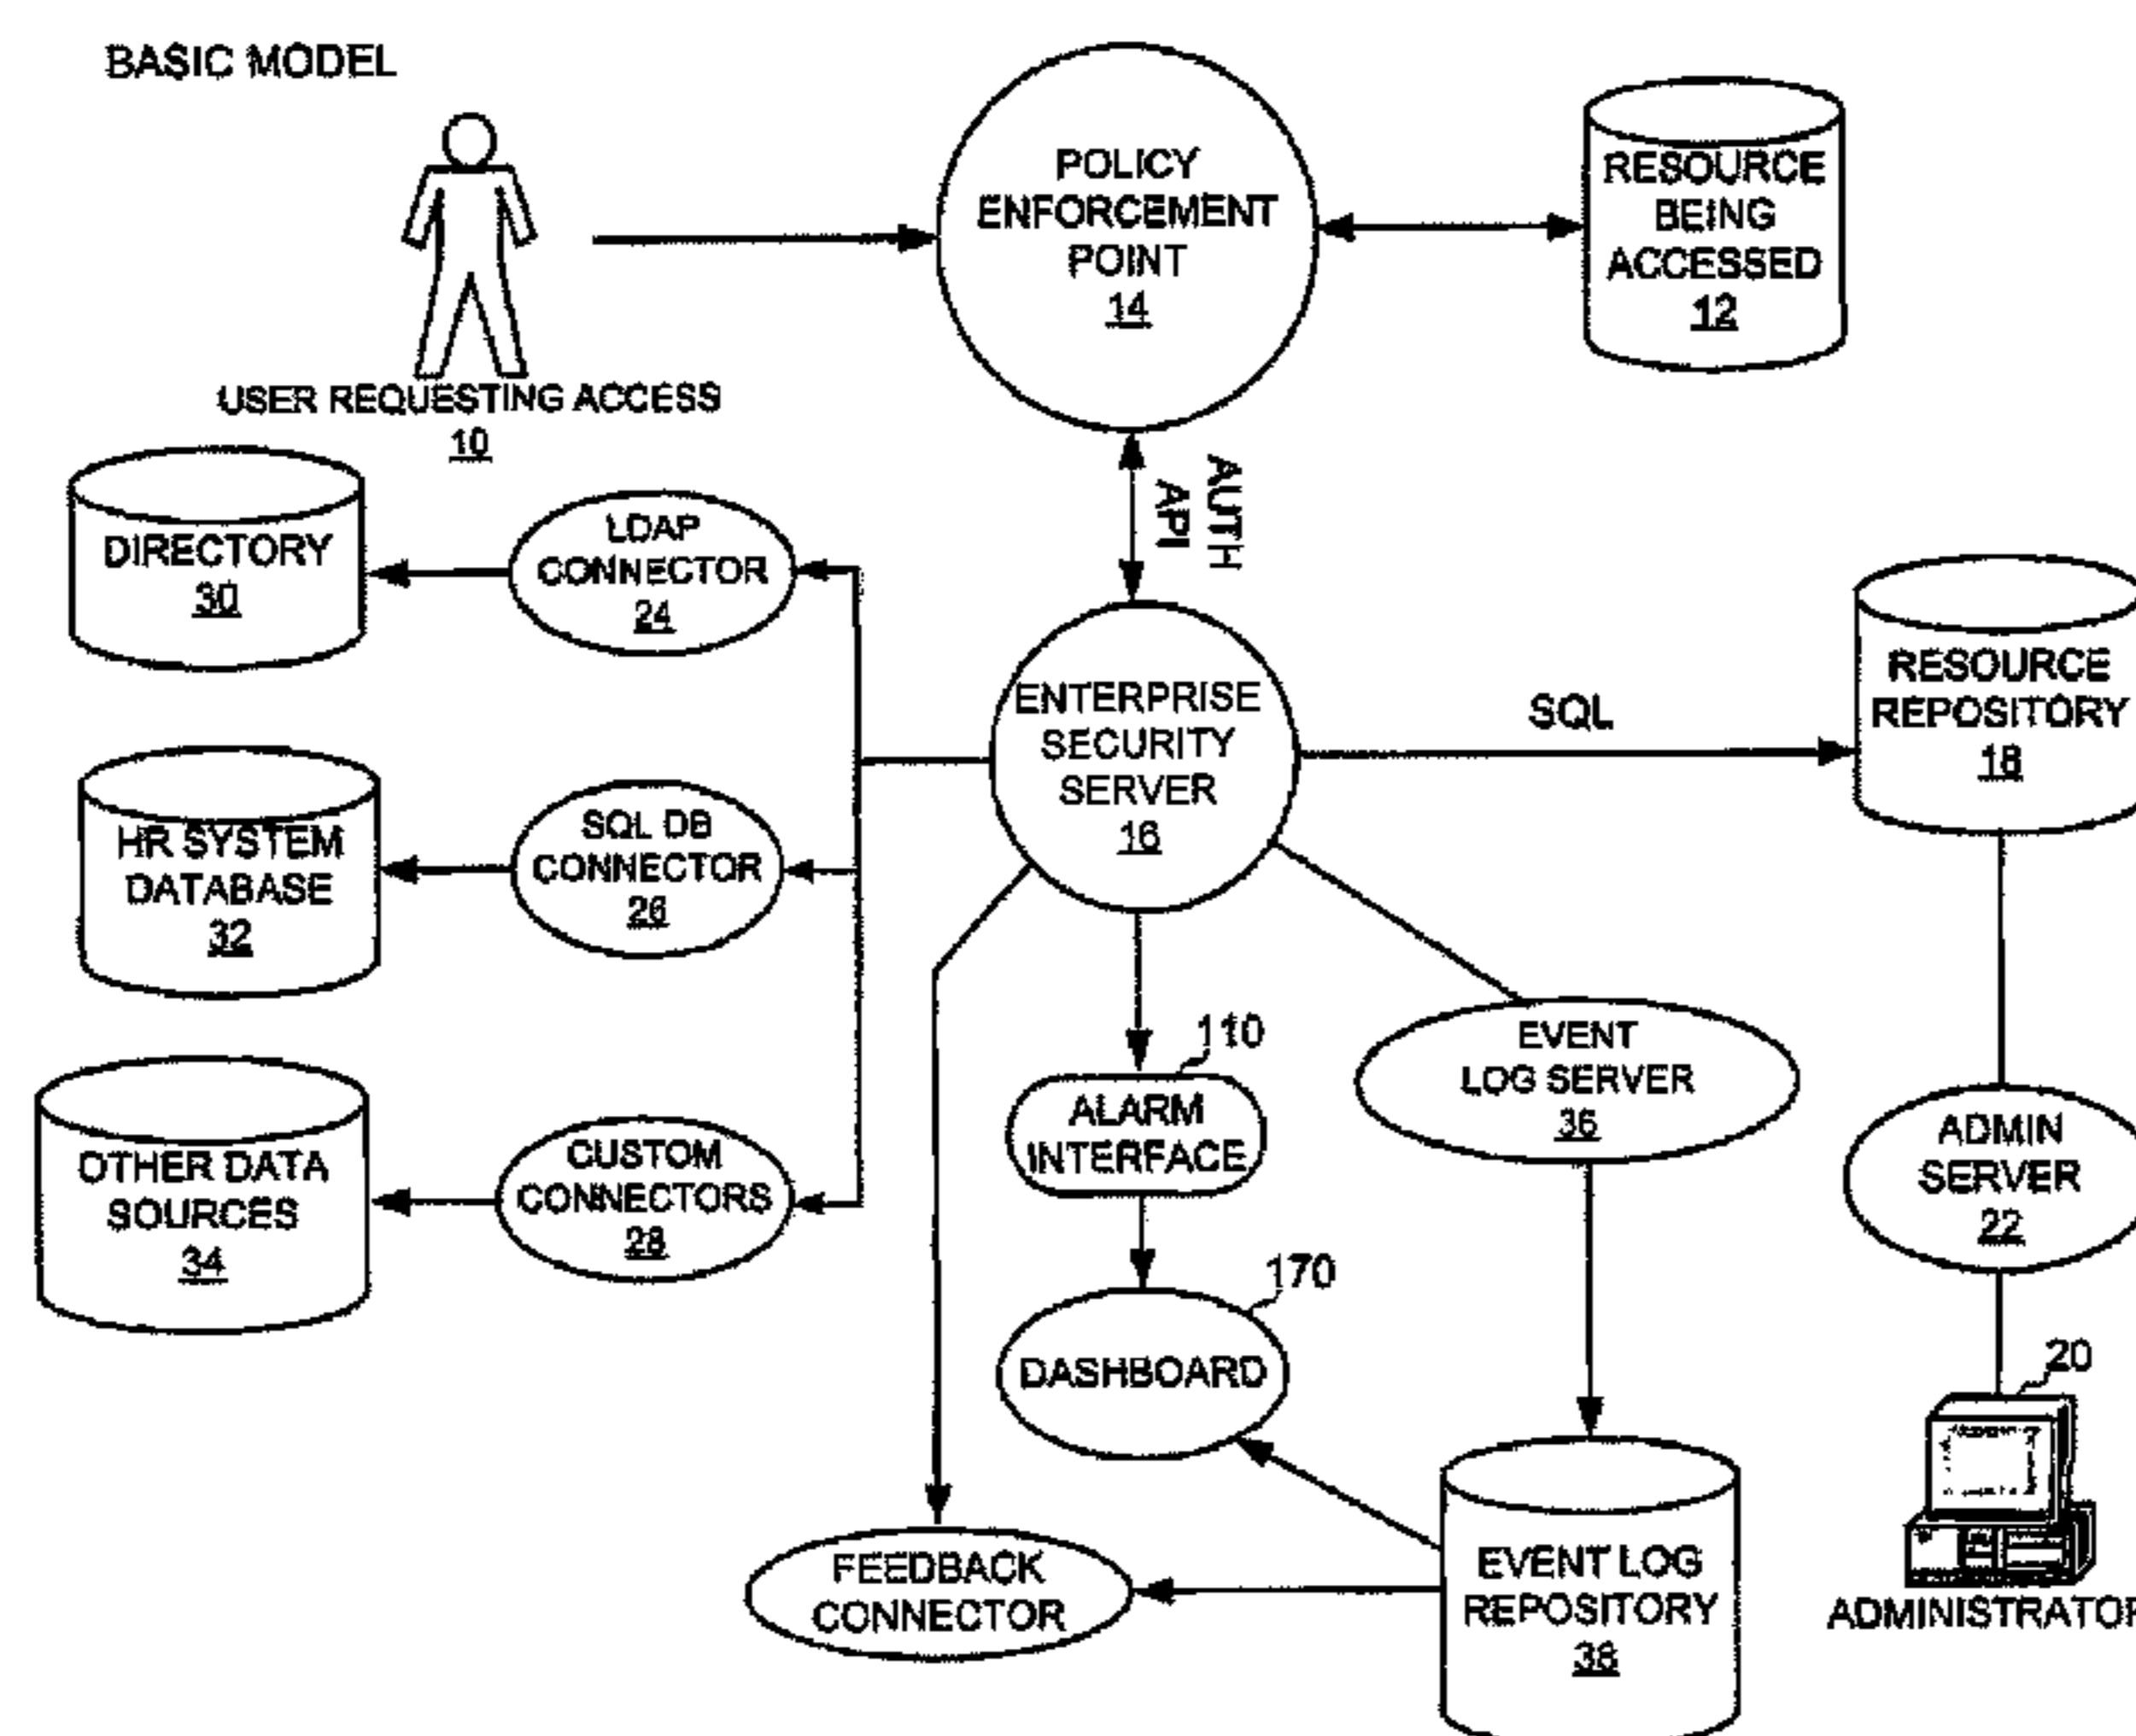 BASIC MODEL
POLICY
ENFORCEMENT
POINT
14
RESOURCE
BEING
ACCESSED
12
USER REQUESTING ACCESS
10
AUTH
API
DIRECTORY
30
LDAP
CONNECTOR
24
ENTERPRISE
SECURITY
SERVER
16
SQL
RESOURCE
REPOSITORY
18
HR SYSTEM
DATABASE
32
SQL DB
CONNECTOR
26
OTHER DATA
SOURCES
34
CUSTOM
CONNECTORS
28
110
ALARM
INTERFACE
EVENT
LOG SERVER
36
ADMIN
SERVER
22
170
DASHBOARD
20
FEEDBACK
CONNECTOR
EVENT LOG
REPOSITORY
38
ADMINISTRATOR